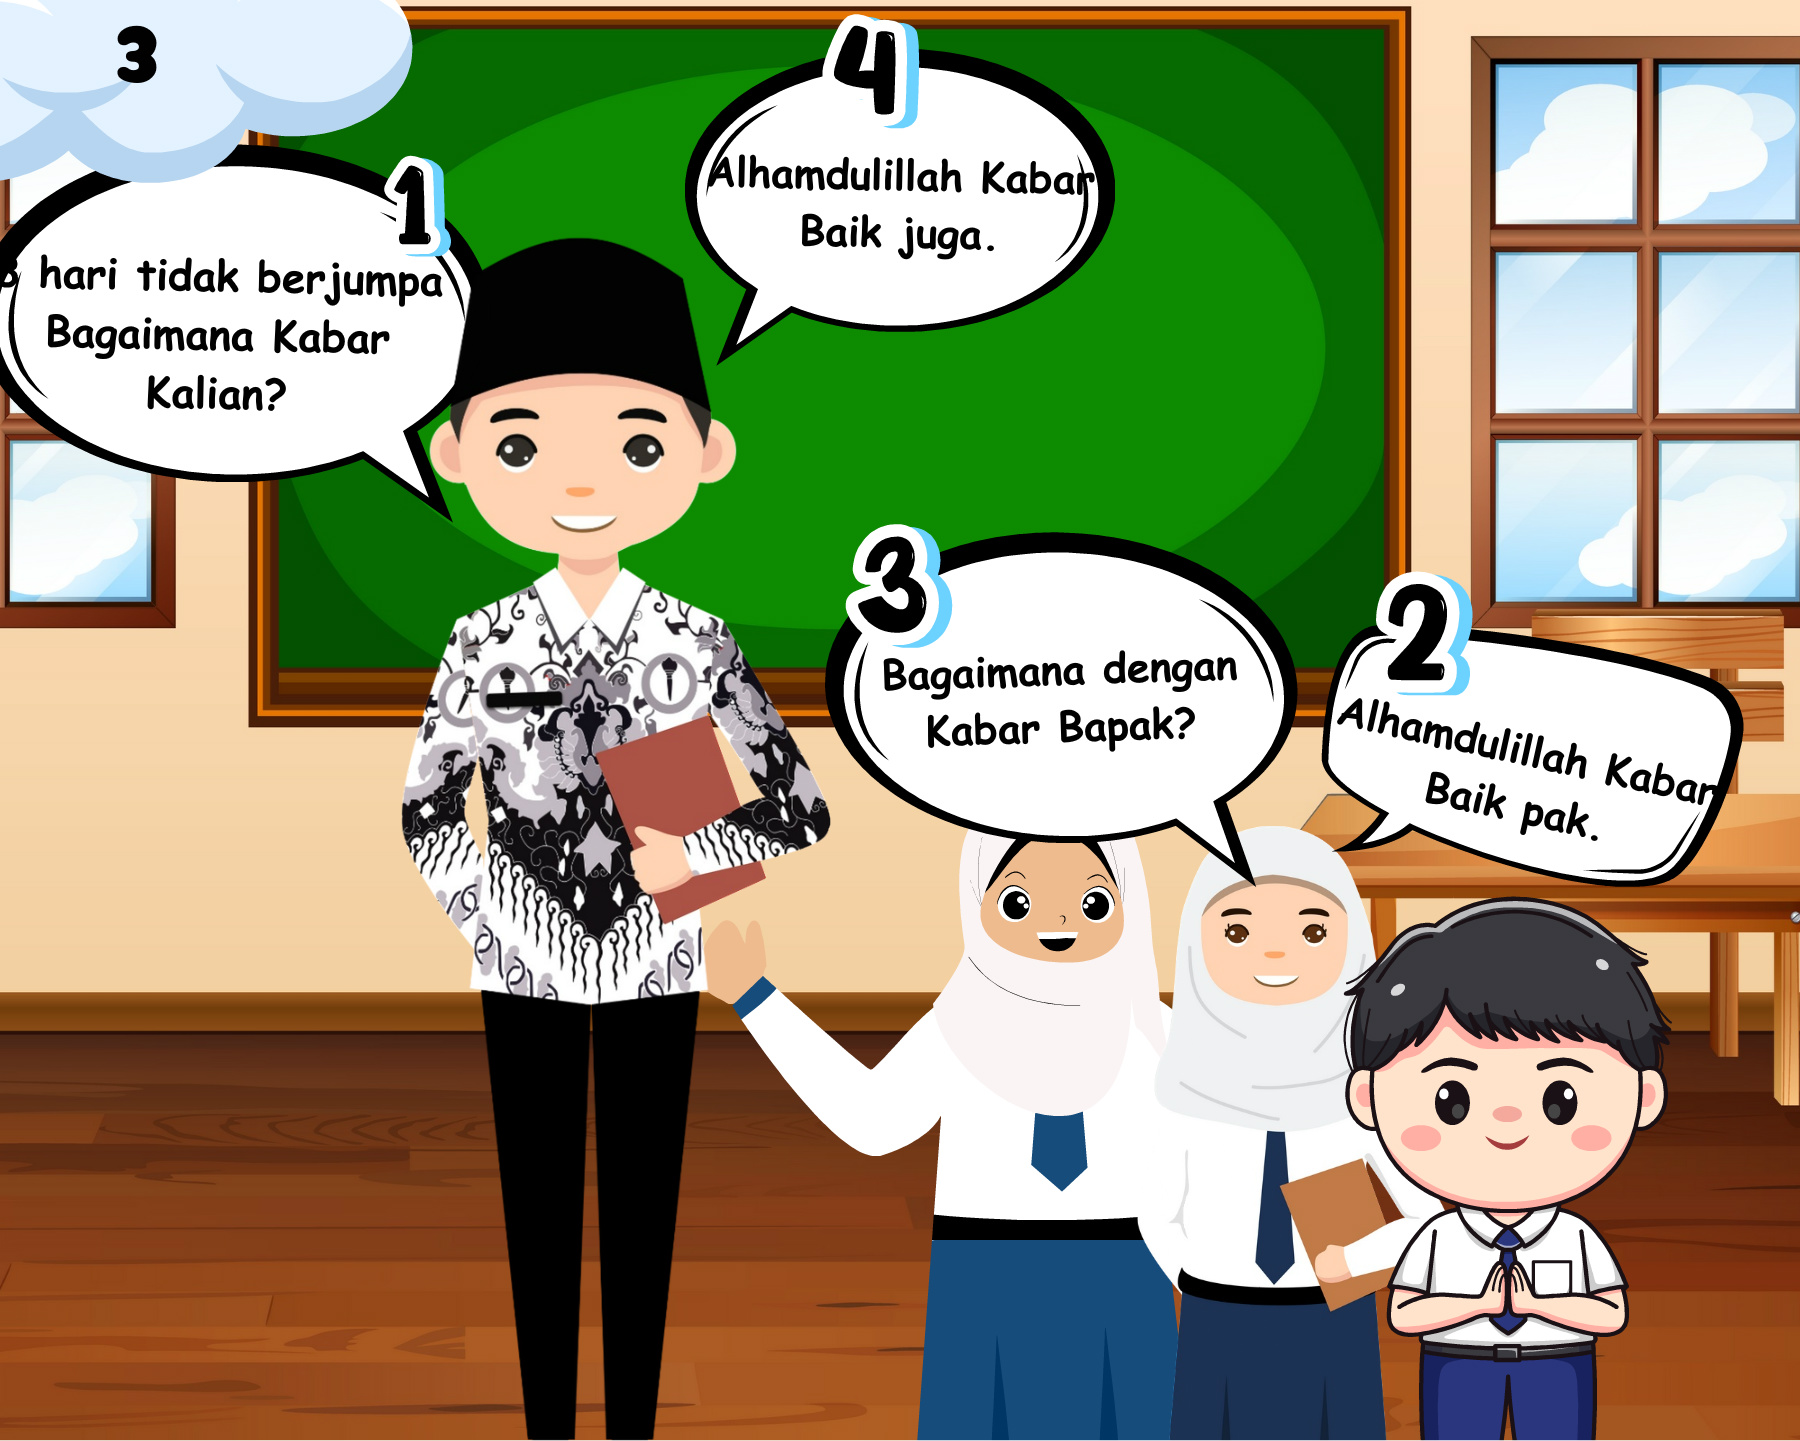 3
1
3 hari tidak berjumpa
Bagaimana Kabar
Kalian?
2
Alhamdulillah Kabar
Baik pak.
3
Bagaimana dengan
Kabar Bapak?
4
Alhamdulillah Kabar
Baik juga.